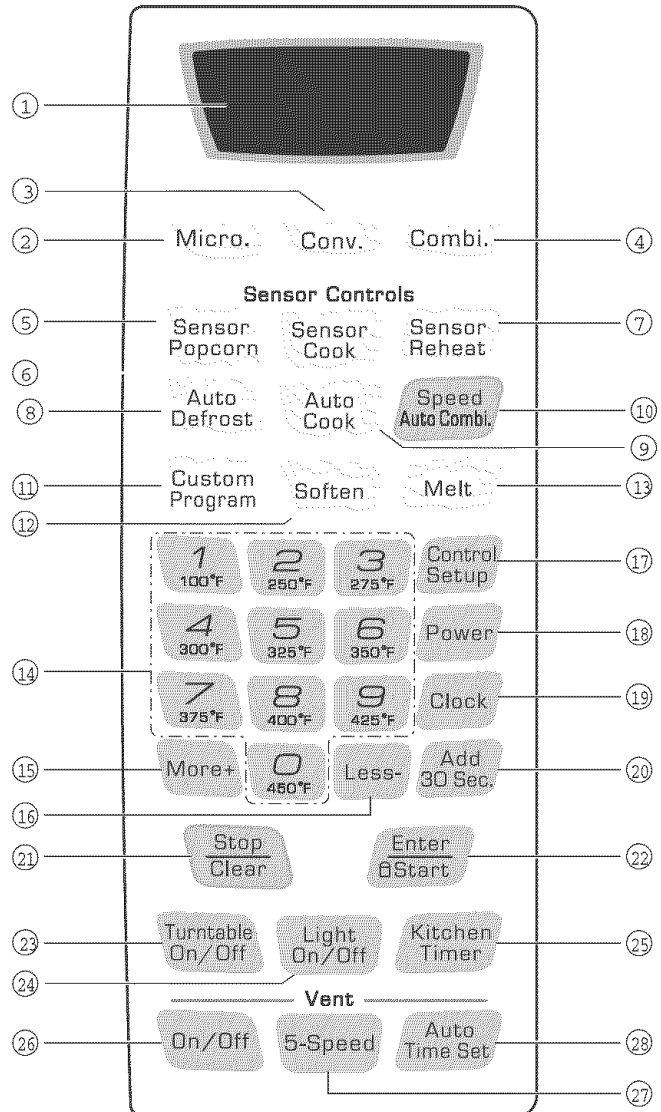 ①
③
② Micro. Conv. Combi. ④
Sensor Controls
⑤ Sensor Popcorn Sensor Cook Sensor Reheat ⑦
⑥
⑧ Auto Defrost Auto Cook Speed Auto Combi. ⑩
⑨
⑪ Custom Program Soften Melt ⑬
⑫
1 100°F 2 250°F 3 275°F Control Setup ⑰
4 300°F 5 325°F 6 350°F Power ⑱
⑭
7 375°F 8 400°F 9 425°F Clock ⑲
⑮ More+ 0 450°F Less- Add 30 Sec. ⑳
⑯
㉑ Stop Clear Enter Start ㉒
㉓ Turntable On/Off Light On/Off Kitchen Timer ㉕
㉔
Vent
㉖ On/Off 5-Speed Auto Time Set ㉘
㉗